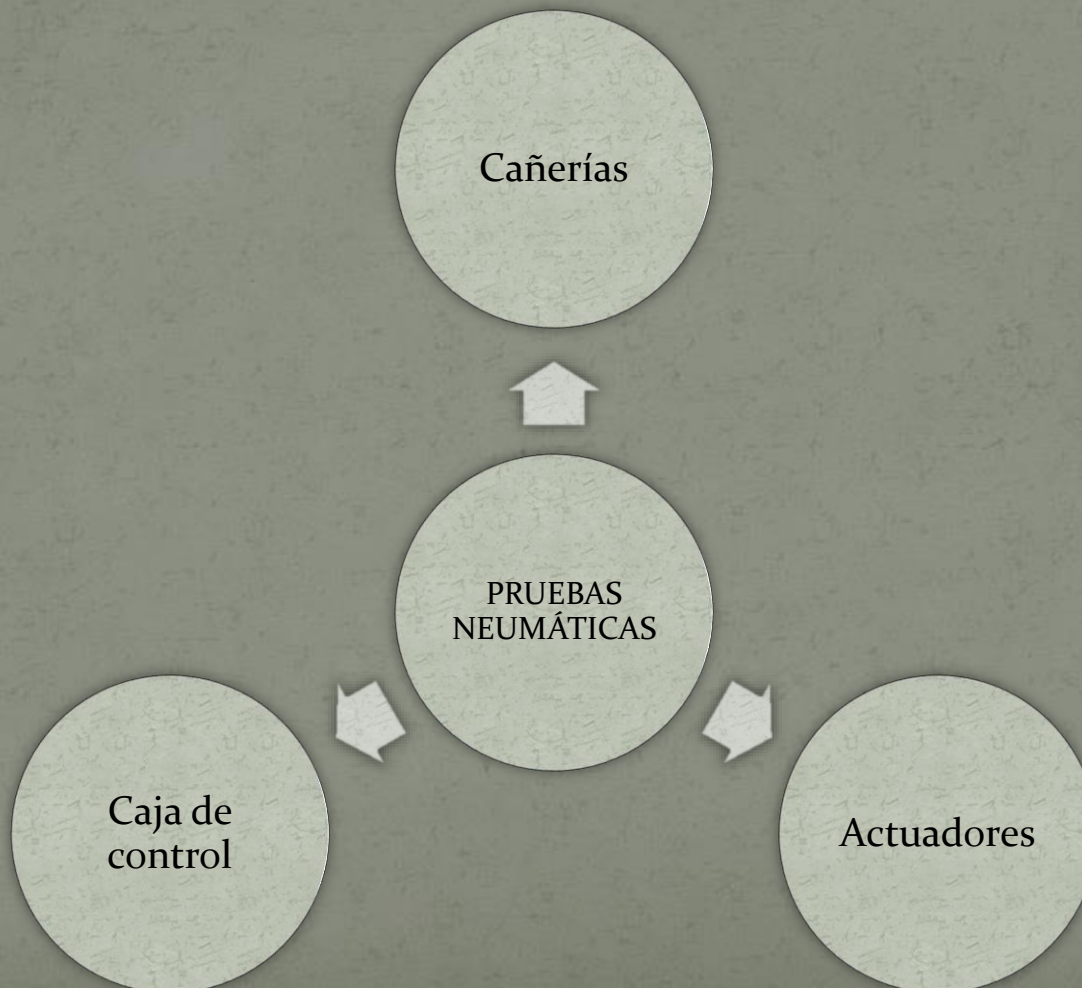 Cañerías
PRUEBAS
NEUMÁTICAS
Caja de
control
Actuadores